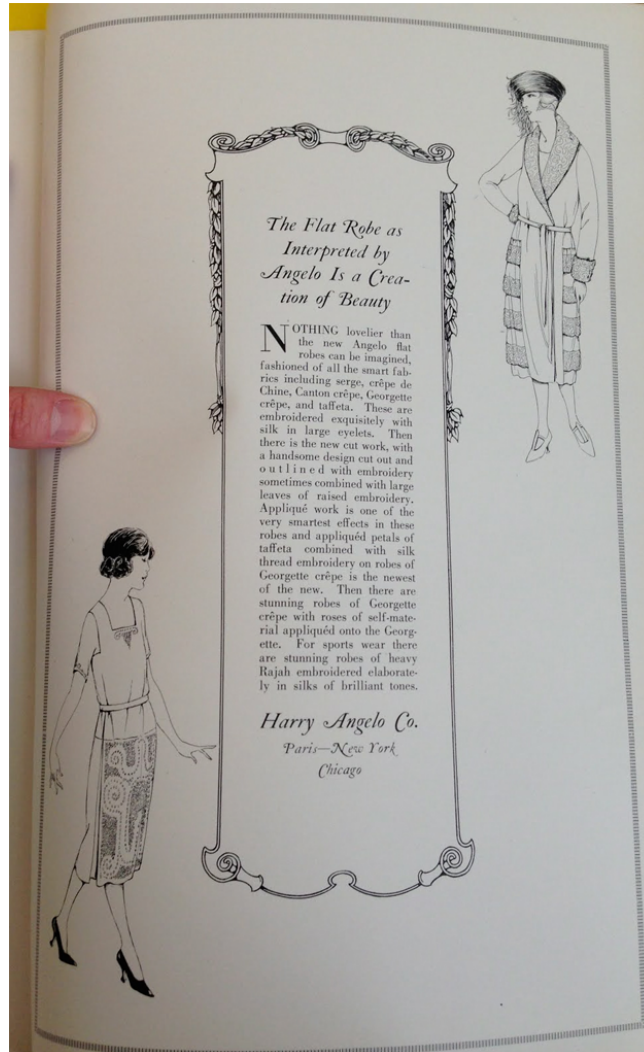 The Flat Robe as
Interpreted by
Angelo Is a Crea-
tion of Beauty
NOTHING lovelier than
the new Angelo flat
robes can be imagined,
fashioned of all the smart fab-
rics including serge, crêpe de
Chine, Canton crêpe, Georgette
crêpe, and taffeta. These are
embroidered exquisitely with
silk in large eyelets. Then
there is the new cut work, with
a handsome design cut out and
outlined with embroidery
sometimes combined with large
leaves of raised embroidery.
Appliqué work is one of the
very smartest effects in these
robes and appliquéd petals of
taffeta combined with silk
thread embroidery on robes of
Georgette crêpe is the newest
of the new. Then there are
stunning robes of Georgette
crêpe with roses of self-mate-
rial appliquéd onto the Georg-
ette. For sports wear there
are stunning robes of heavy
Rajah embroidered elaborate-
ly in silks of brilliant tones.
Harry Angelo Co.
Paris—New York
Chicago